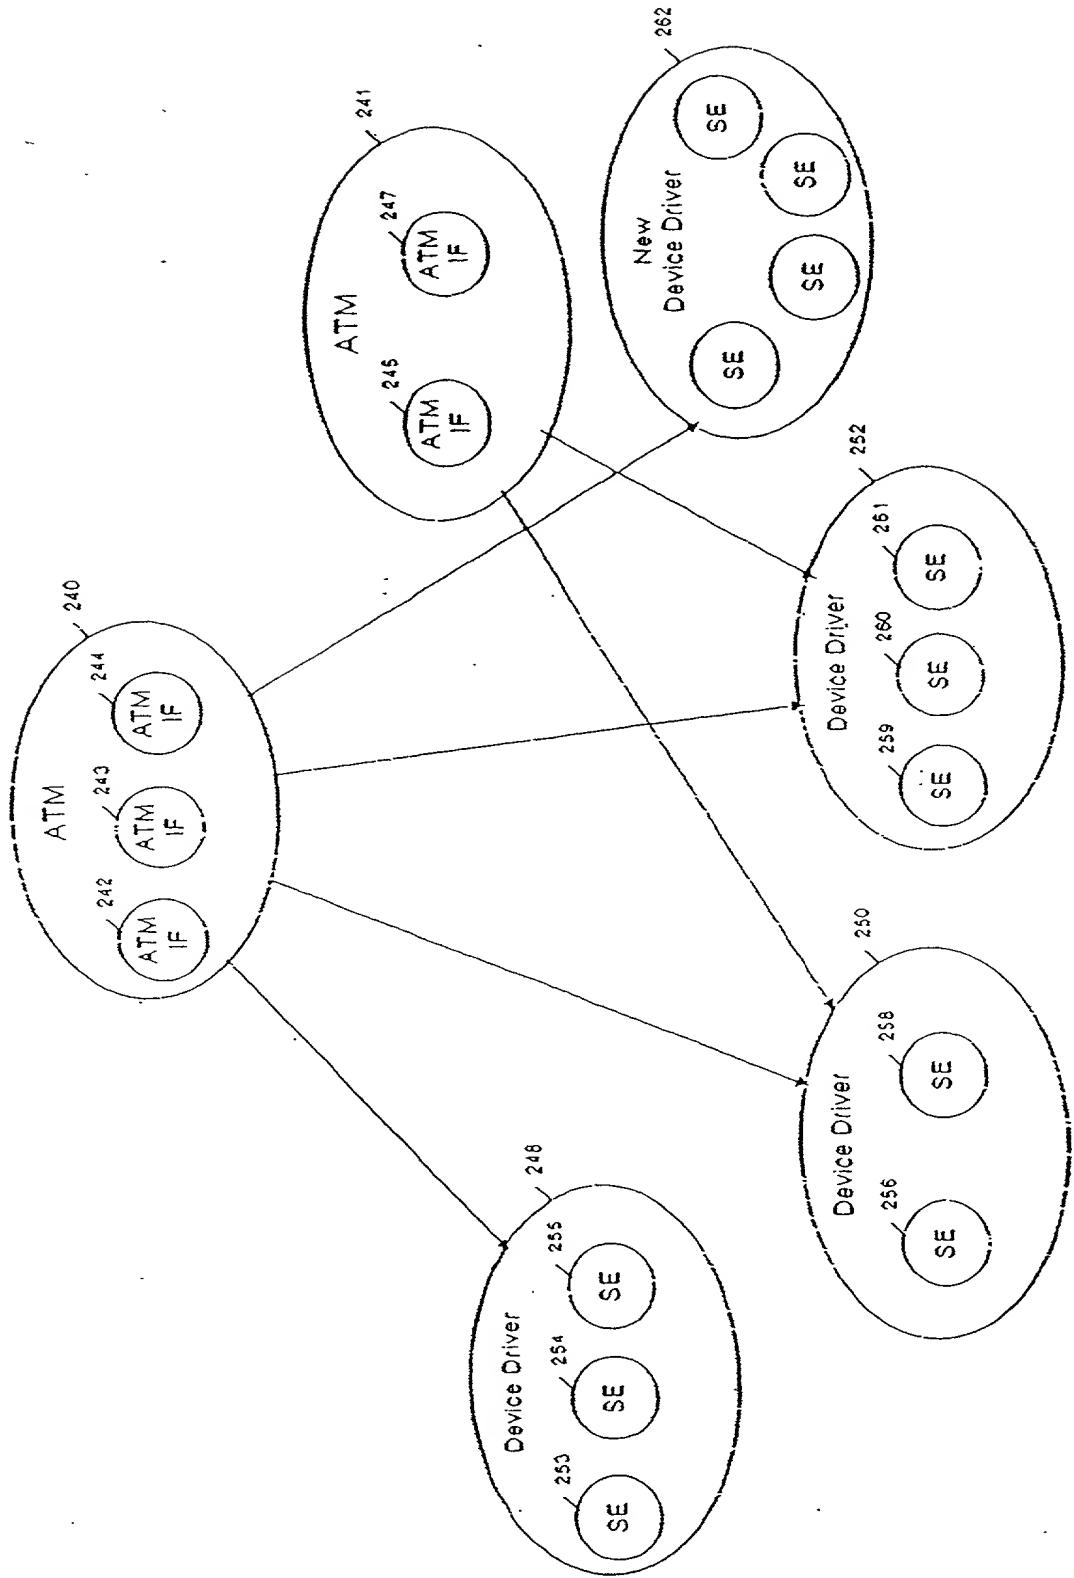 240
ATM
242
243
244
ATM
IF
ATM
IF
ATM
IF
241
ATM
245
247
ATM
IF
ATM
IF
248
Device Driver
253
254
255
SE
SE
SE
250
Device Driver
256
258
SE
SE
252
Device Driver
259
260
261
SE
SE
SE
262
New
Device Driver
SE
SE
SE
SE